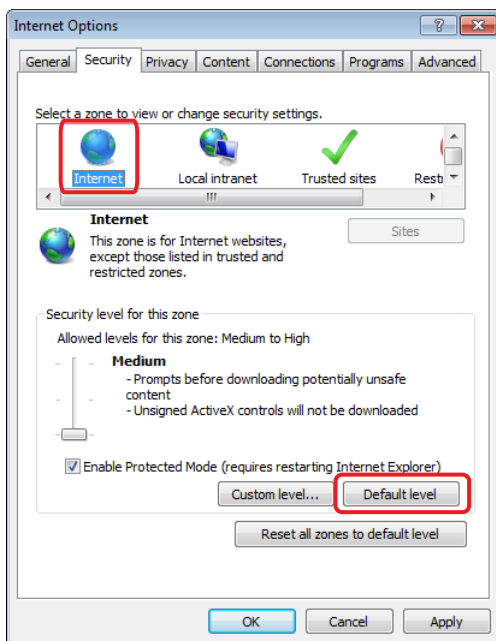 Internet Options
General Security Privacy Content Connections Programs Advanced
Select a zone to view or change security settings.
Internet Local intranet Trusted sites Restr
Internet
Sites
This zone is for Internet websites,
except those listed in trusted and
restricted zones.
Security level for this zone
Allowed levels for this zone: Medium to High
Medium
- Prompts before downloading potentially unsafe
content
- Unsigned ActiveX controls will not be downloaded
Enable Protected Mode (requires restarting Internet Explorer)
Custom level... Default level
Reset all zones to default level
OK Cancel Apply